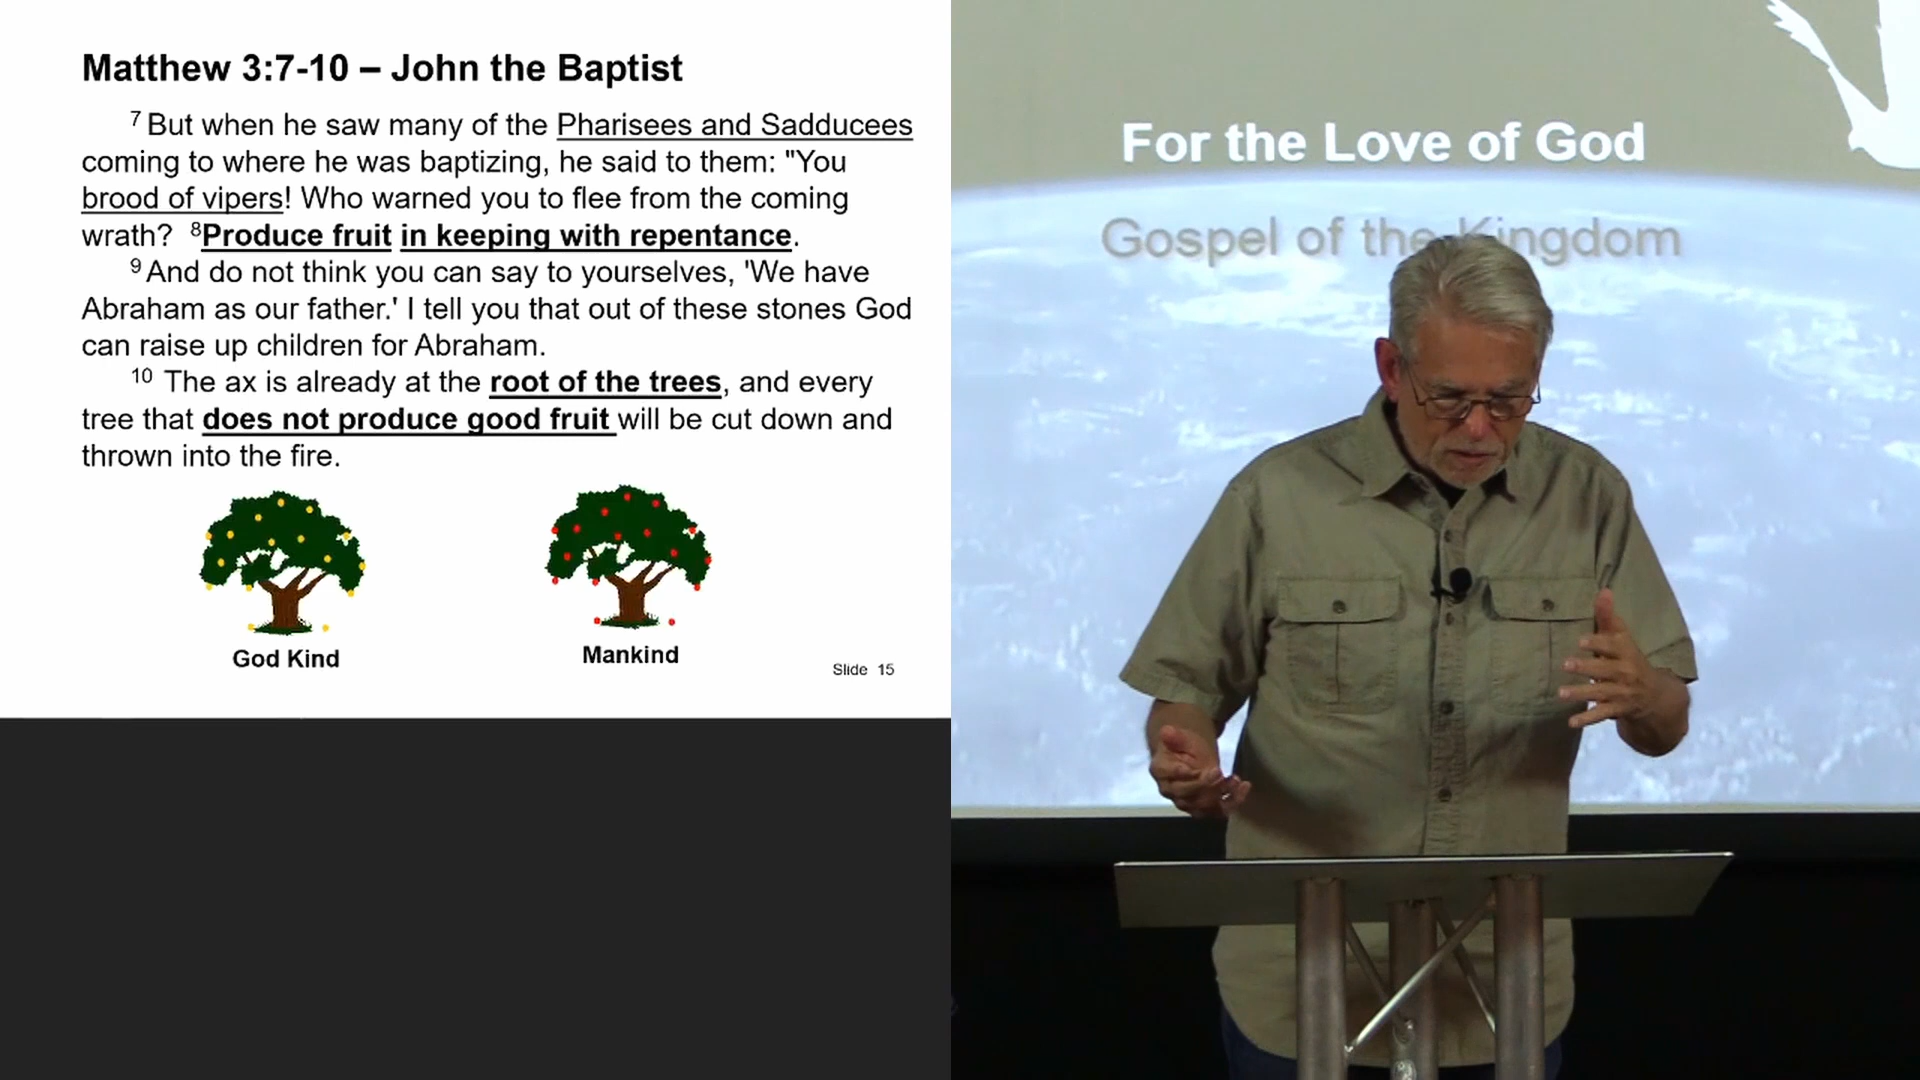 Matthew 3:7-10 – John the Baptist
7 But when he saw many of the Pharisees and Sadducees
coming to where he was baptizing, he said to them: "You
brood of vipers! Who warned you to flee from the coming
wrath? 8Produce fruit in keeping with repentance.
9 And do not think you can say to yourselves, 'We have
Abraham as our father.' I tell you that out of these stones God
can raise up children for Abraham.
10 The ax is already at the root of the trees, and every
tree that does not produce good fruit will be cut down and
thrown into the fire.
God Kind
Mankind
Slide 15
For the Love of God
Gospel of the Kingdom